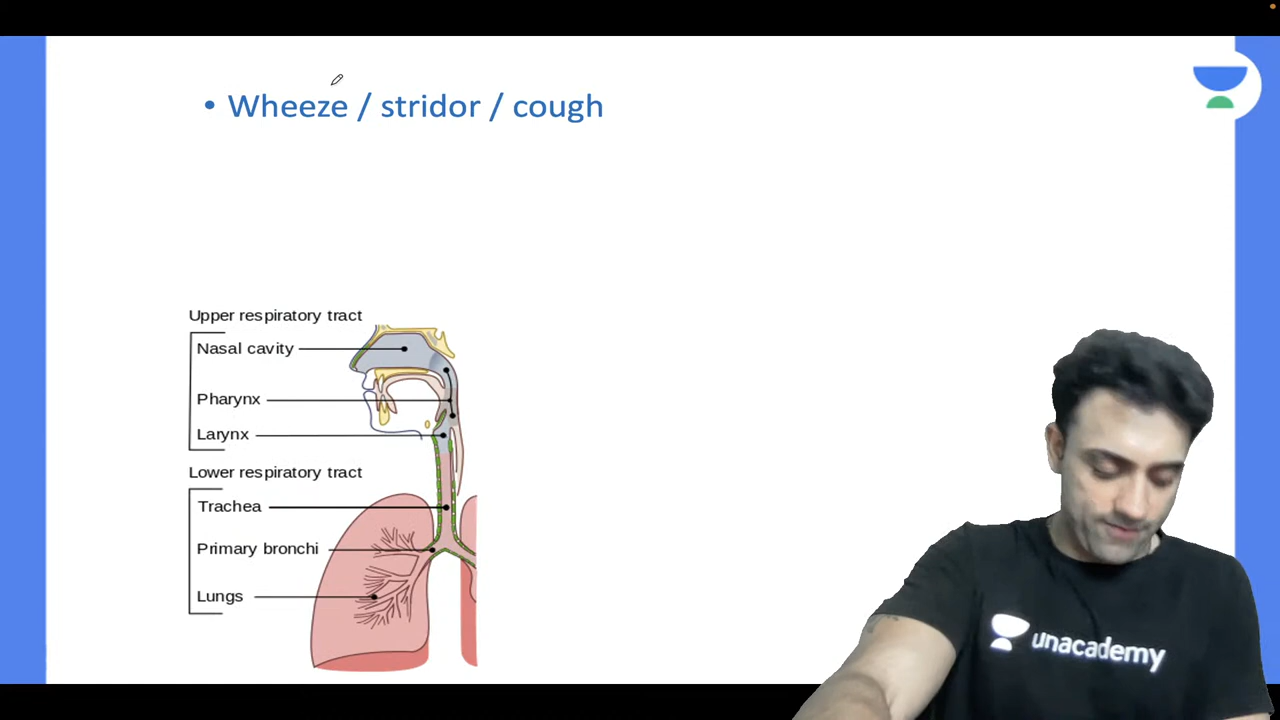 • Wheeze / stridor / cough
Upper respiratory tract
Nasal cavity
Pharynx
Larynx
Lower respiratory tract
Trachea
Primary bronchi
Lungs
unacademy